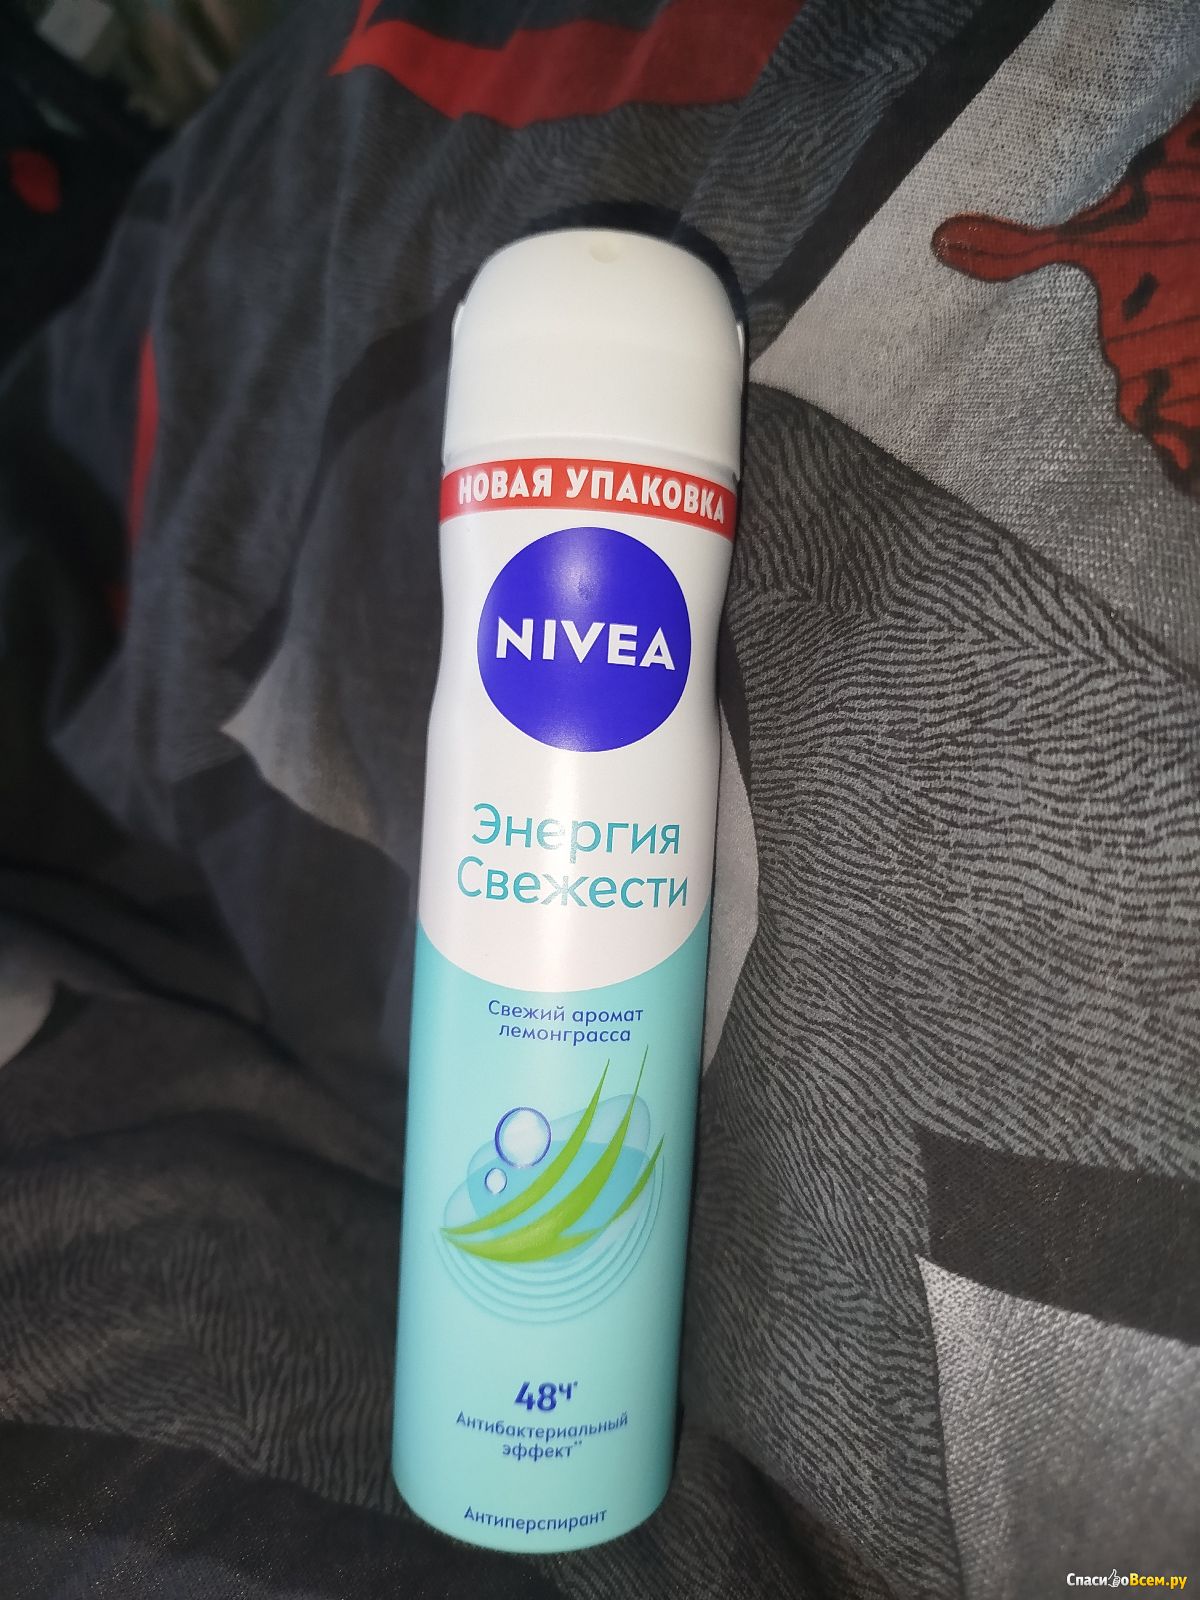 НОВАЯ УПАКОВКА
NIVEA
Энергия
Свежести
Свежий аромат
лемонграсса
48ч*
Антибактериальный
эффект**
Антиперспирант
СпасибоВсем.ру